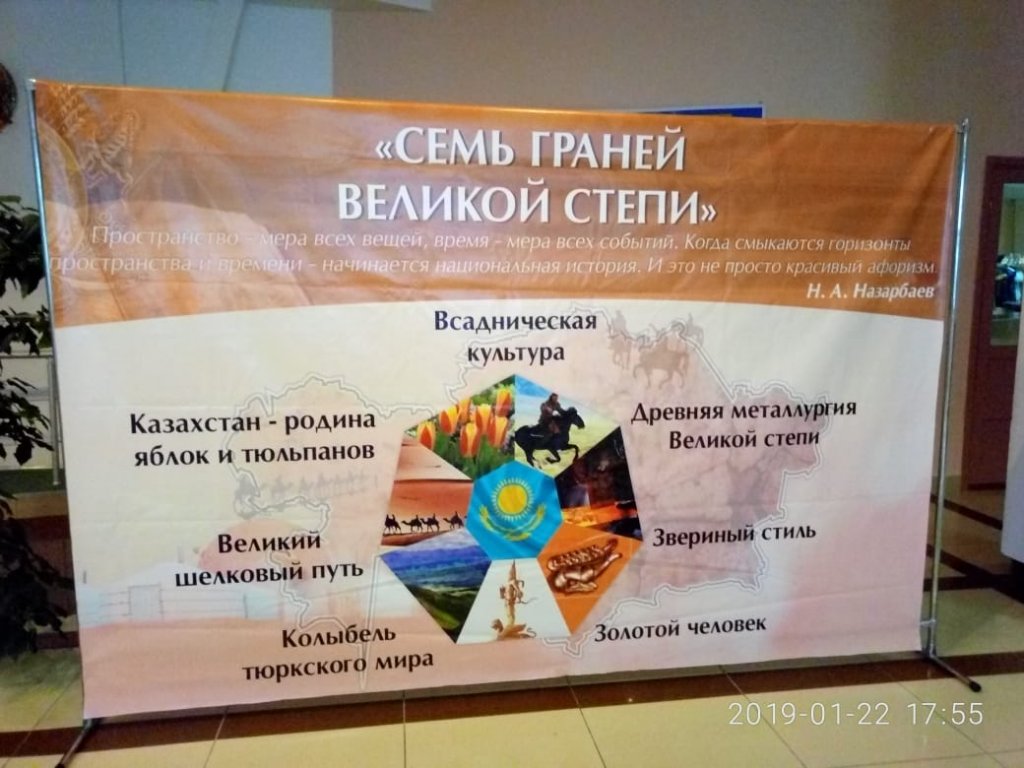 «СЕМЬ ГРАНЕЙ
ВЕЛИКОЙ СТЕПИ»
Пространство - мера всех вещей, время - мера всех событий. Когда смыкаются горизонты
пространства и времени - начинается национальная история. И это не просто красивый афоризм.
Н. А. Назарбаев
Всадническая
культура
Казахстан - родина
яблок и тюльпанов
Древняя металлургия
Великой степи
Великий
шелковый путь
Звериный стиль
Колыбель
тюркского мира
Золотой человек
2019-01-22 17:55